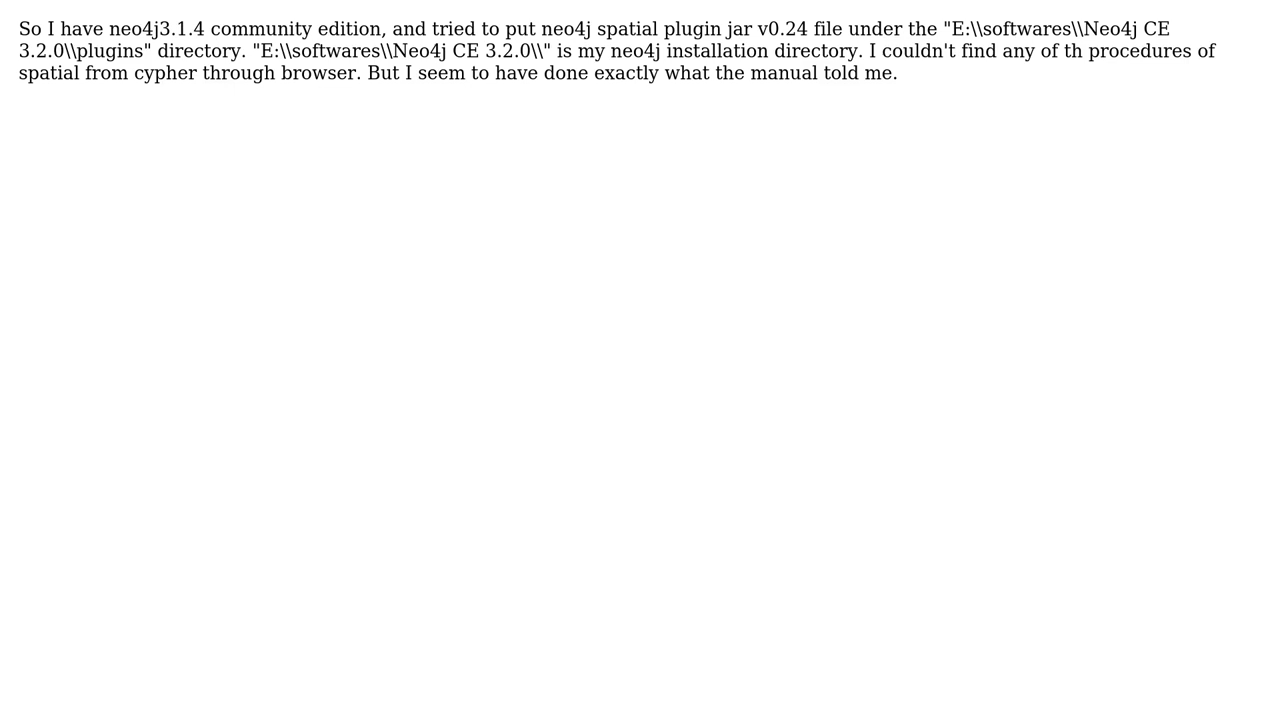 So I have neo4j3.1.4 community edition, and tried to put neo4j spatial plugin jar v0.24 file under the "E:\\softwares\\Neo4j CE
3.2.0\\plugins" directory. "E:\\softwares\\Neo4j CE 3.2.0\\" is my neo4j installation directory. I couldn't find any of th procedures of
spatial from cypher through browser. But I seem to have done exactly what the manual told me.